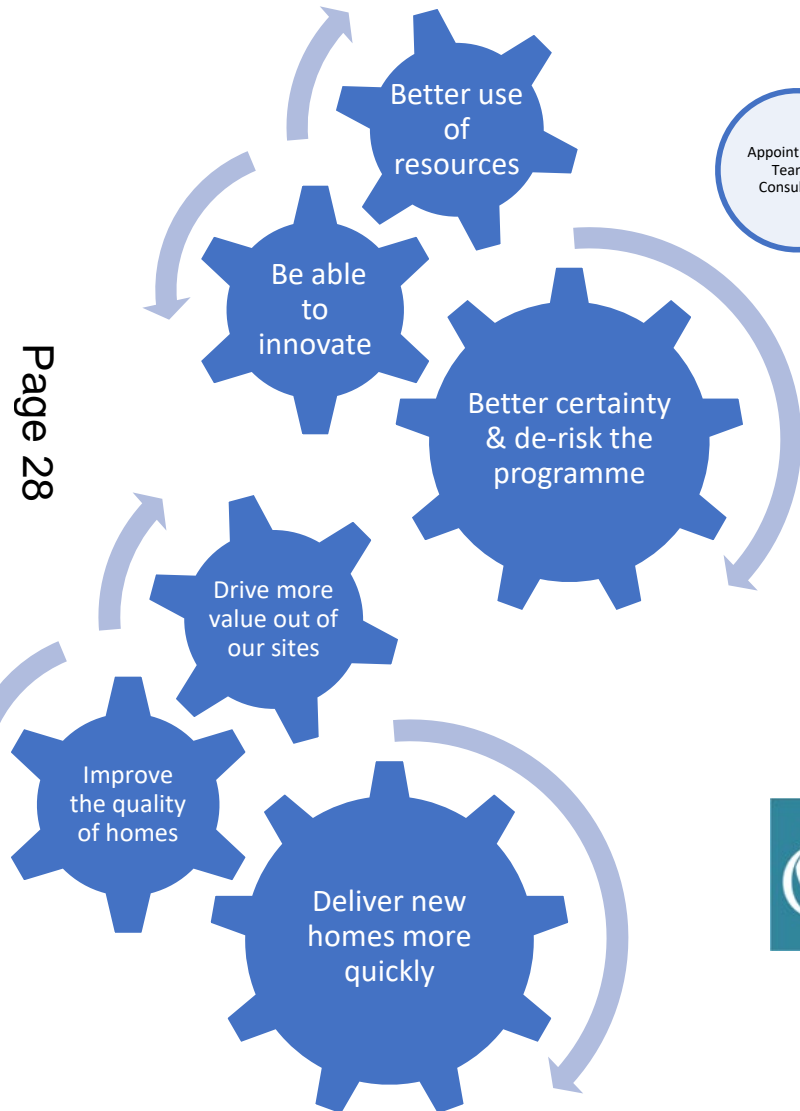 Better use
of
resources
Appoint
Be able
to
innovate
Better certainty
& de-risk the
programme
Page 28
Drive more
value out of
our sites
Improve
the quality
of homes
Deliver new
homes more
quickly